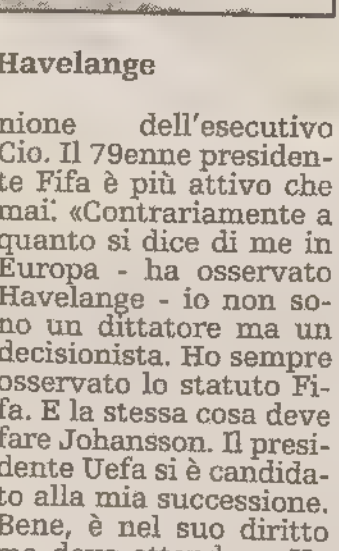 Havelange
nione dell'esecutivo
Cio. Il 79enne presiden-
te Fifa è più attivo che
mai: «Contrariamente a
quanto si dice di me in
Europa - ha osservato
Havelange - io non so-
no un dittatore ma un
decisionista. Ho sempre
osservato lo statuto Fi-
fa. E la stessa cosa deve
fare Johansson. Il presi-
dente Uefa si è candida-
to alla mia successione.
Bene, è nel suo diritto